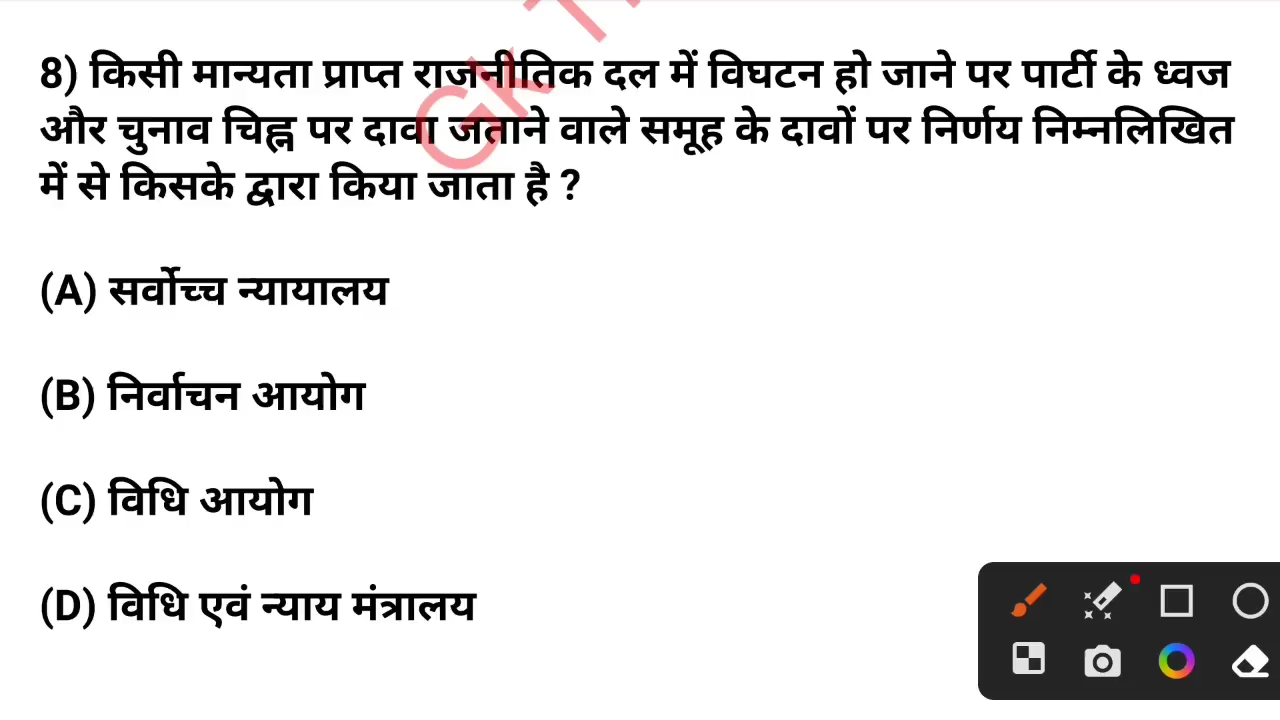 GK T
8) किसी मान्यता प्राप्त राजनीतिक दल में विघटन हो जाने पर पार्टी के ध्वज
और चुनाव चिह्न पर दावा जताने वाले समूह के दावों पर निर्णय निम्नलिखित
में से किसके द्वारा किया जाता है ?
(A) सर्वोच्च न्यायालय
(B) निर्वाचन आयोग
(C) विधि आयोग
(D) विधि एवं न्याय मंत्रालय